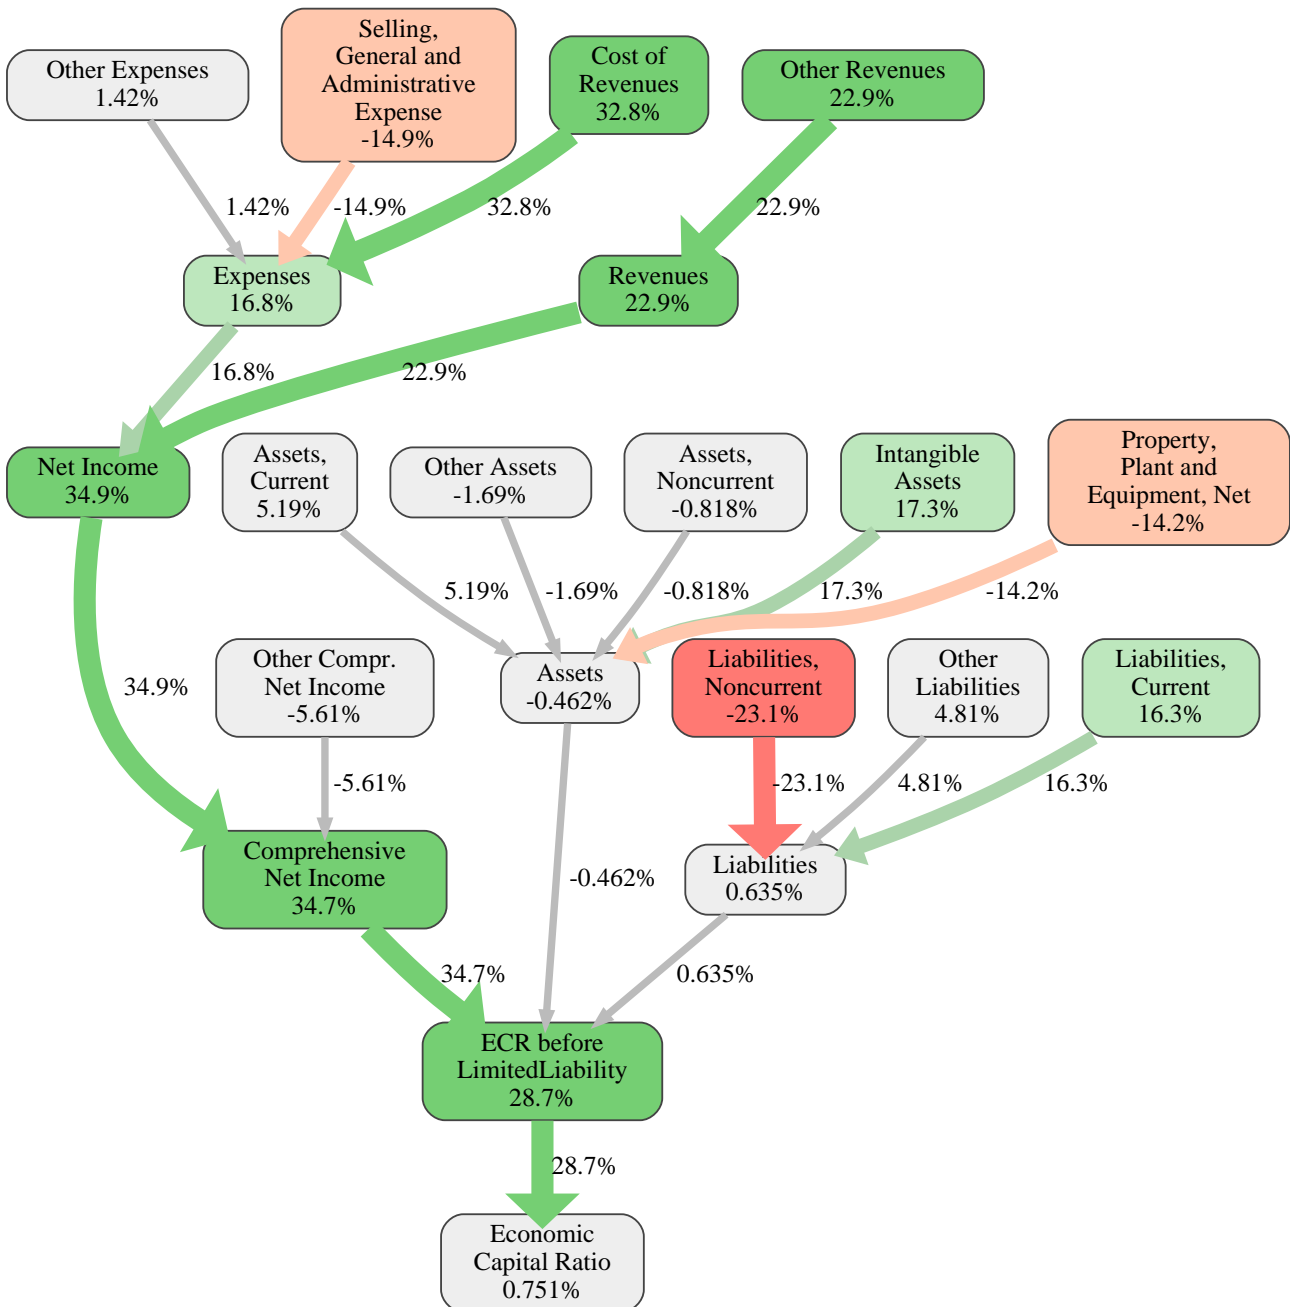 Other Expenses
1.42%
Selling,
General and
Administrative
Expense
-14.9%
Cost of
Revenues
32.8%
Other Revenues
22.9%
1.42%
-14.9%
32.8%
22.9%
Expenses
16.8%
Revenues
22.9%
16.8%
22.9%
Net Income
34.9%
Assets,
Current
5.19%
Other Assets
-1.69%
Assets,
Noncurrent
-0.818%
Intangible
Assets
17.3%
Property,
Plant and
Equipment, Net
-14.2%
5.19%
-1.69%
-0.818%
17.3%
-14.2%
34.9%
Other Compr.
Net Income
-5.61%
Assets
-0.462%
Liabilities,
Noncurrent
-23.1%
Other
Liabilities
4.81%
Liabilities,
Current
16.3%
-5.61%
-23.1%
4.81%
16.3%
Comprehensive
Net Income
34.7%
-0.462%
Liabilities
0.635%
34.7%
0.635%
ECR before
LimitedLiability
28.7%
28.7%
Economic
Capital Ratio
0.751%